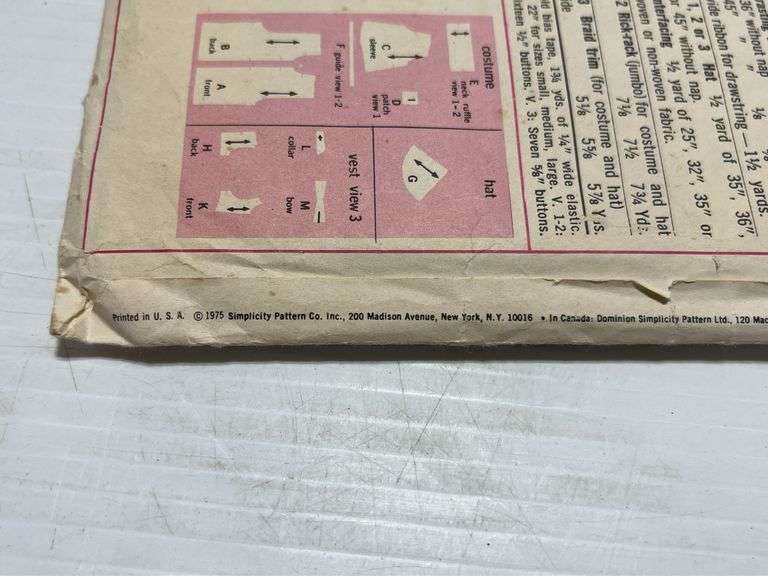 36" without nap
45" "
ribbon for drawstring 1½ yards.
1, 2 or 3 Hat ½ yard of 35", 36",
or 45" without nap.
interfacing ½ yard of 25", 32", 35" or
woven or non-woven fabric.
2 Rick-rack (jumbo) for costume and hat
7⅛ 7½ 7¾ Yds.
3 Braid trim (for costume and hat)
5⅛ 5⅝ 5⅞ Yds.
bias tape, 1¾ yds. of ¼" wide elastic.
22" for sizes small, medium, large. V. 1-2:
½" buttons. V. 3: Seven ⅝" buttons.
costume
hat
E
neck ruffle
view 1-2
D
patch
view 1
C
sleeve
G
F guide-view 1-2
vest view 3
B
back
A
front
L
collar
M
bow
H
back
K
front
Printed in U. S. A. © 1975 Simplicity Pattern Co. Inc., 200 Madison Avenue, New York, N.Y. 10016 • In Canada: Dominion Simplicity Pattern Ltd., 120